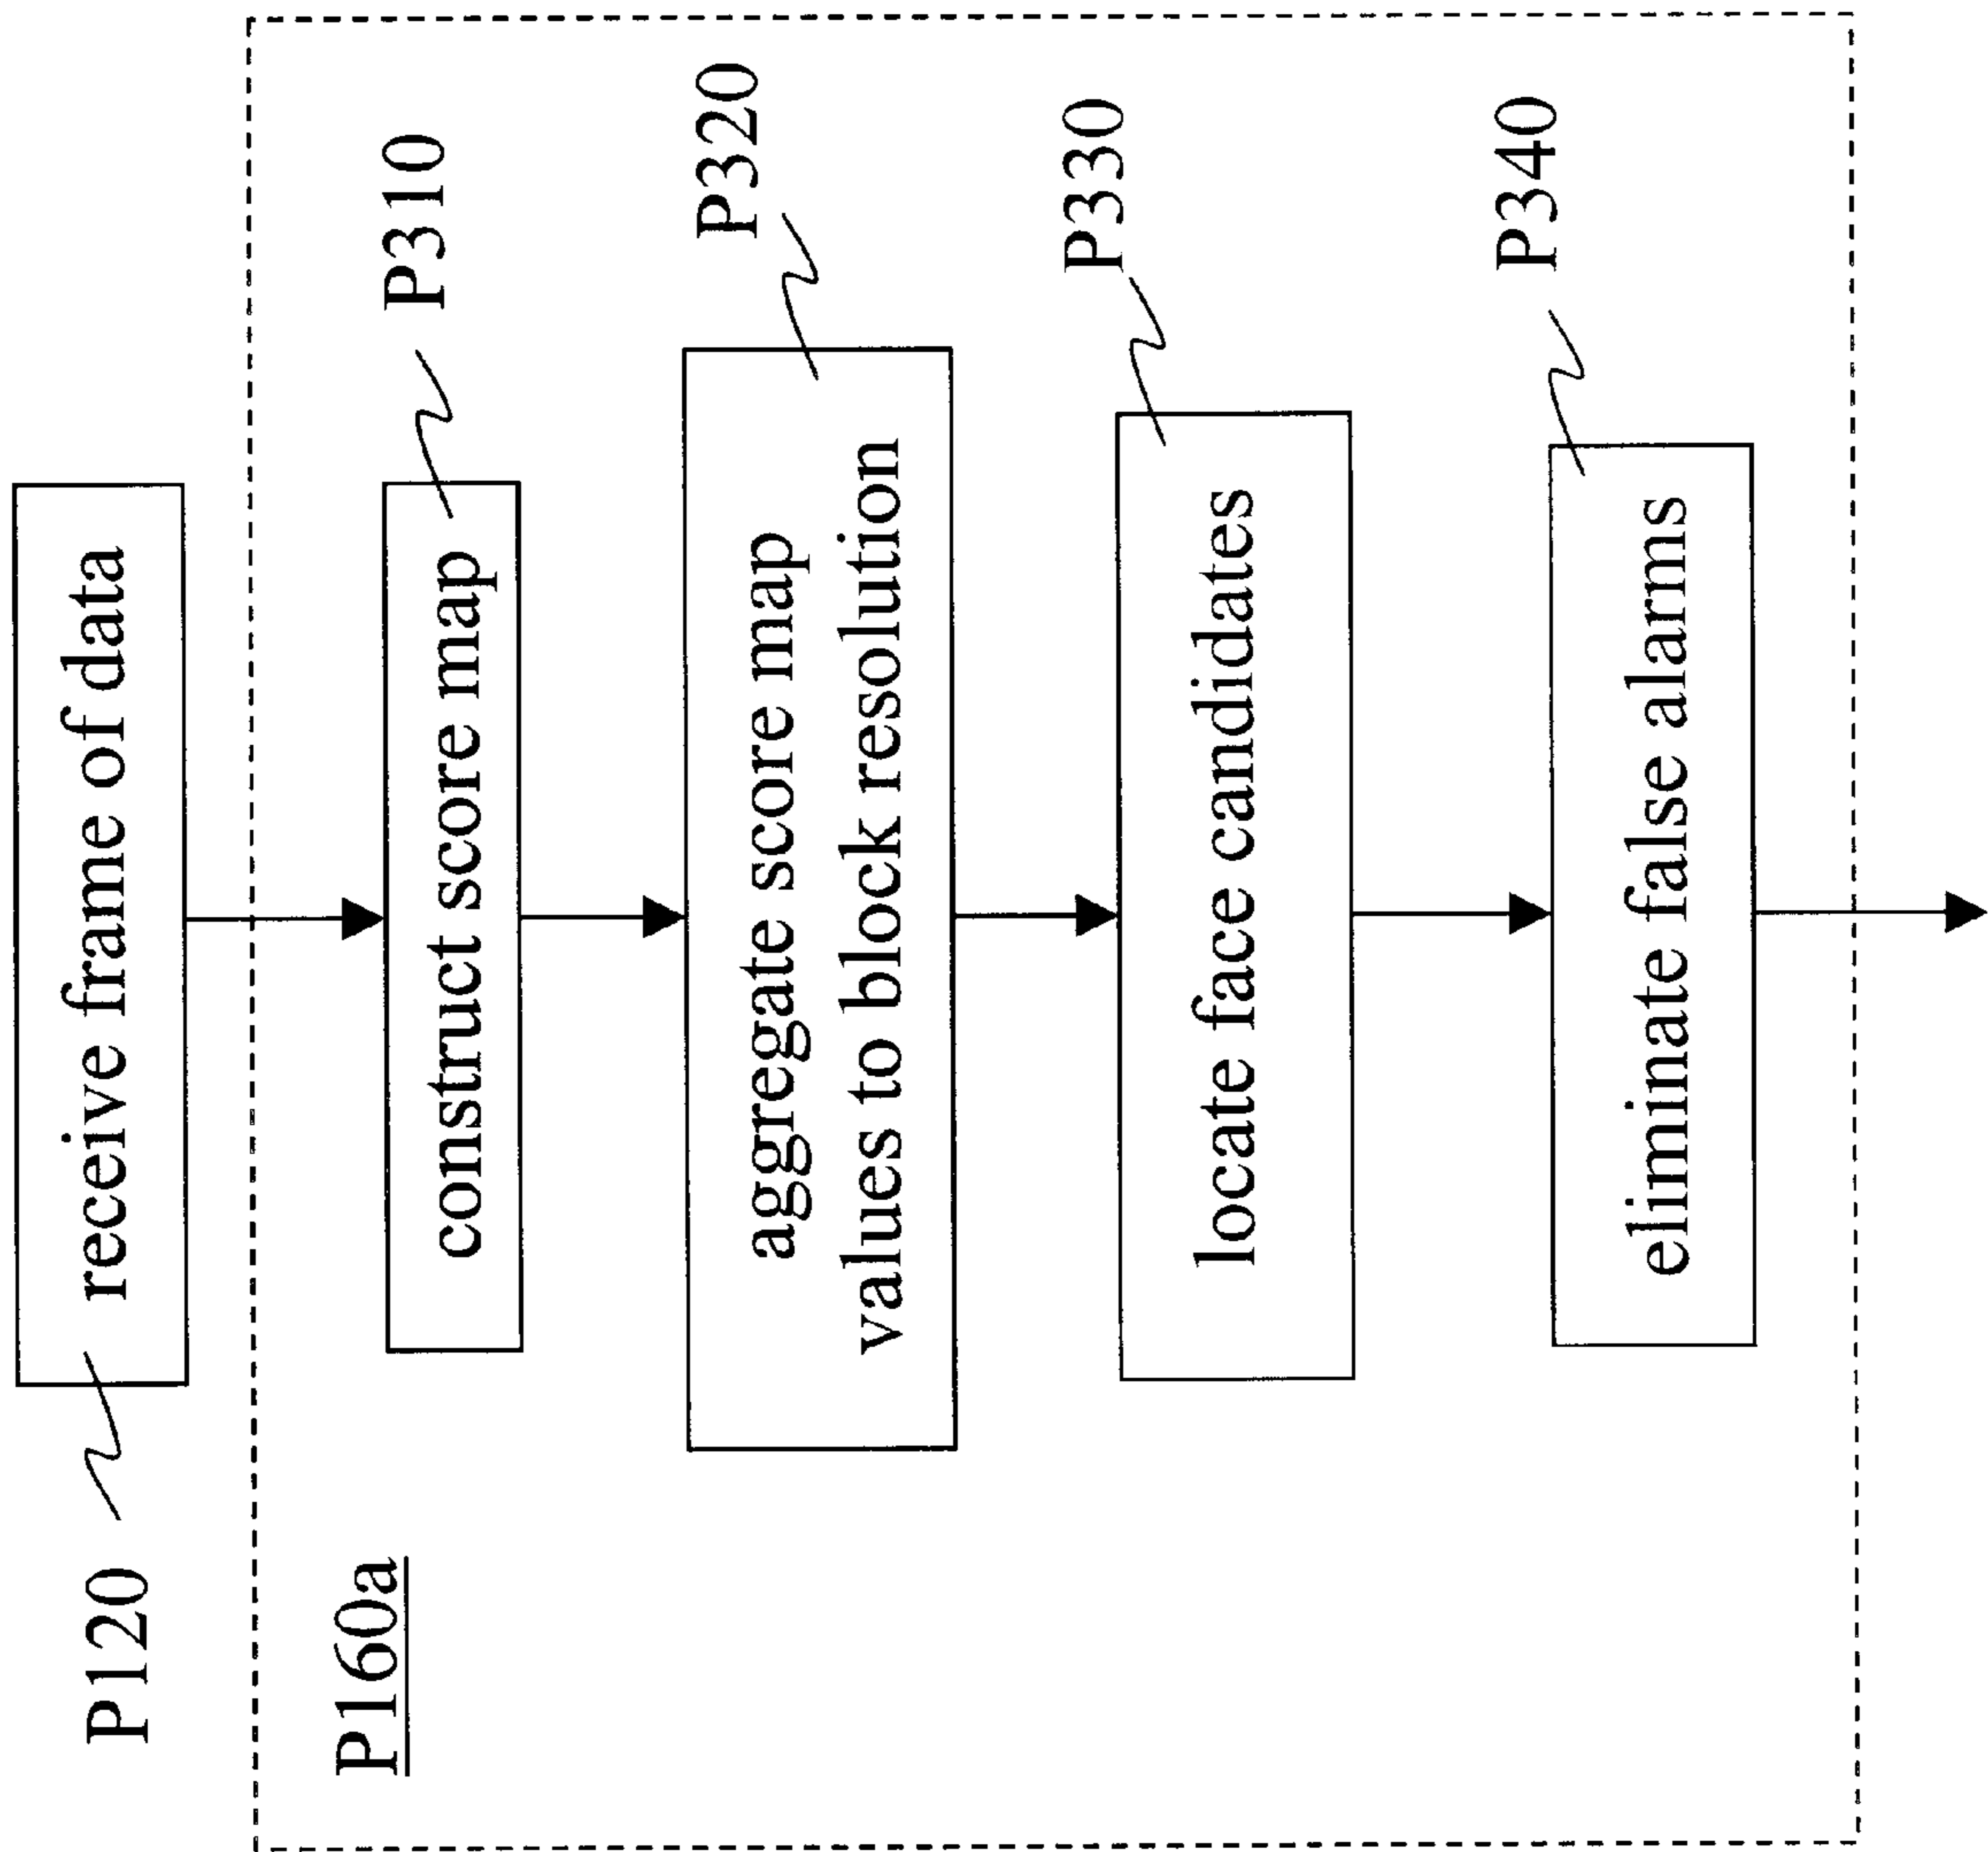 P120
receive frame of data
P160a
construct score map
P310
aggregate score map
values to block resolution
P320
locate face candidates
P330
eliminate false alarms
P340